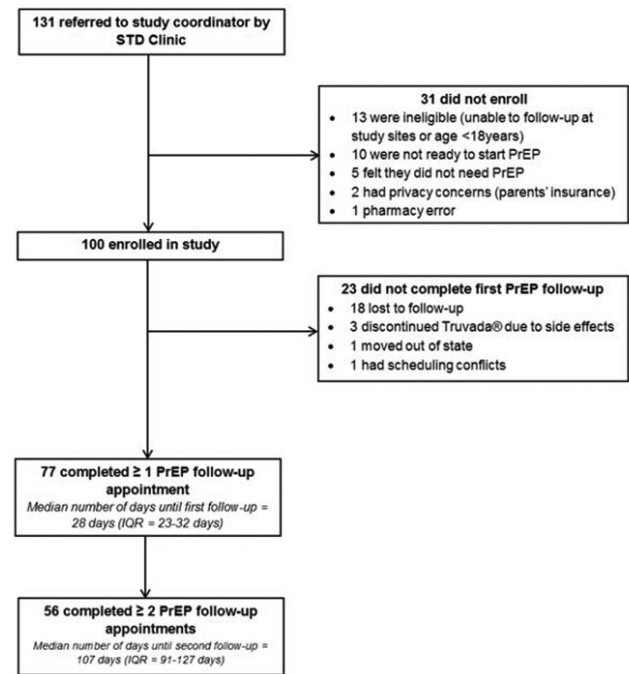 131 referred to study coordinator by
STD Clinic
31 did not enroll
• 13 were ineligible (unable to follow-up at
study sites or age <18years)
• 10 were not ready to start PrEP
• 5 felt they did not need PrEP
• 2 had privacy concerns (parents' insurance)
• 1 pharmacy error
100 enrolled in study
23 did not complete first PrEP follow-up
• 18 lost to follow-up
• 3 discontinued Truvada® due to side effects
• 1 moved out of state
• 1 had scheduling conflicts
77 completed ≥ 1 PrEP follow-up
appointment
Median number of days until first follow-up =
28 days (IQR = 23-32 days)
56 completed ≥ 2 PrEP follow-up
appointments
Median number of days until second follow-up =
107 days (IQR = 91-127 days)